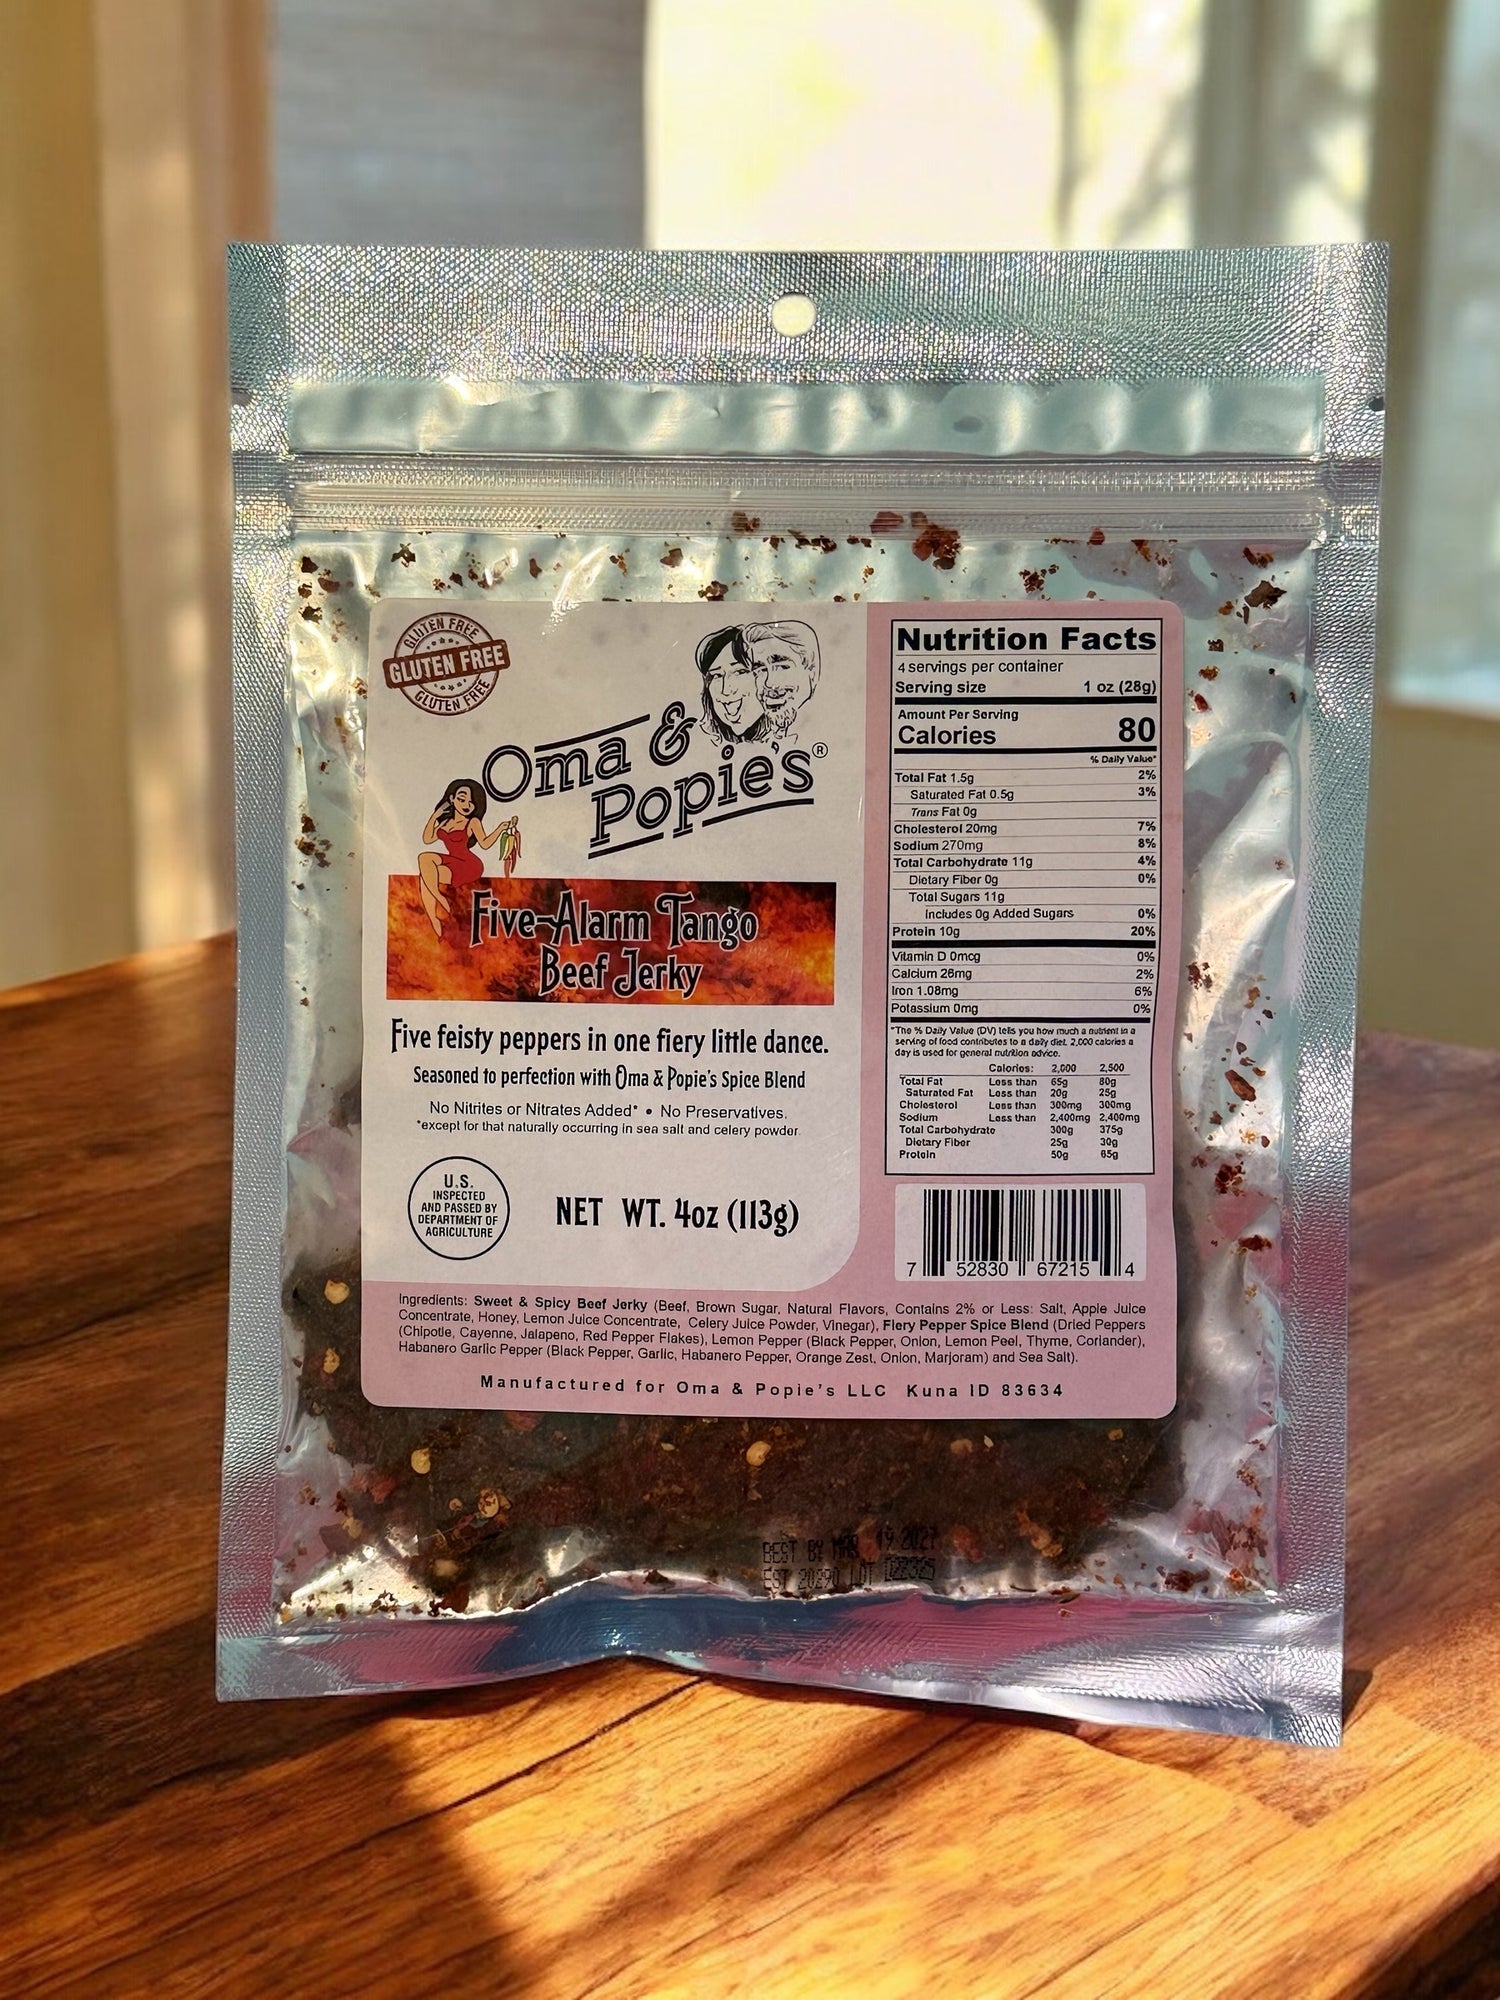 GLUTEN FREE
GLUTEN FREE
GLUTEN FREE
Oma &
Popie's®
Five-Alarm Tango
Beef Jerky
Five feisty peppers in one fiery little dance.
Seasoned to perfection with Oma & Popie's Spice Blend
No Nitrites or Nitrates Added* • No Preservatives.
*except for that naturally occurring in sea salt and celery powder.
U.S.
INSPECTED
AND PASSED BY
DEPARTMENT OF
AGRICULTURE
NET WT. 4oz (113g)
Nutrition Facts
4 servings per container
Serving size 1 oz (28g)
Amount Per Serving
Calories 80
% Daily Value*
Total Fat 1.5g 2%
Saturated Fat 0.5g 3%
Trans Fat 0g
Cholesterol 20mg 7%
Sodium 270mg 8%
Total Carbohydrate 11g 4%
Dietary Fiber 0g 0%
Total Sugars 11g
Includes 0g Added Sugars 0%
Protein 10g 20%
Vitamin D 0mcg 0%
Calcium 26mg 2%
Iron 1.08mg 6%
Potassium 0mg 0%
*The % Daily Value (DV) tells you how much a nutrient in a
serving of food contributes to a daily diet. 2,000 calories a
day is used for general nutrition advice.
Calories: 2,000 2,500
Total Fat Less than 65g 80g
Saturated Fat Less than 20g 25g
Cholesterol Less than 300mg 300mg
Sodium Less than 2,400mg 2,400mg
Total Carbohydrate 300g 375g
Dietary Fiber 25g 30g
Protein 50g 65g
7 52830 67215 4
Ingredients: Sweet & Spicy Beef Jerky (Beef, Brown Sugar, Natural Flavors, Contains 2% or Less: Salt, Apple Juice
Concentrate, Honey, Lemon Juice Concentrate, Celery Juice Powder, Vinegar), Fiery Pepper Spice Blend (Dried Peppers
(Chipotle, Cayenne, Jalapeno, Red Pepper Flakes), Lemon Pepper (Black Pepper, Onion, Lemon Peel, Thyme, Coriander),
Habanero Garlic Pepper (Black Pepper, Garlic, Habanero Pepper, Orange Zest, Onion, Marjoram) and Sea Salt).
Manufactured for Oma & Popie's LLC Kuna ID 83634
BEST BY MAR 19 2027
EST 20290 LOT